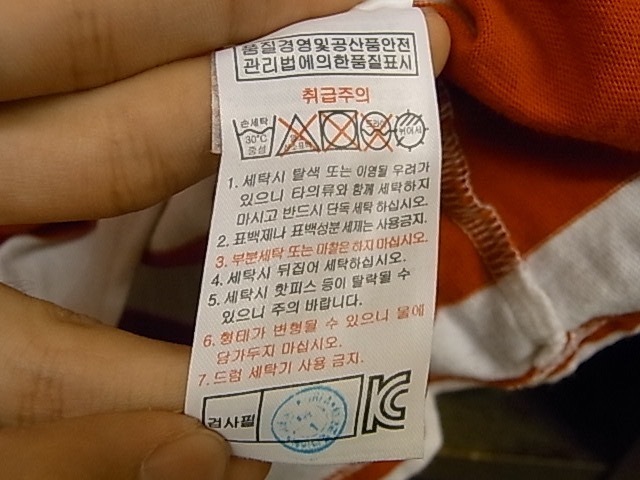 품질경영및공산품안전
관리법에의한품질표시
취급주의
손세탁
30℃
중성
드라이
뉘어서
1. 세탁시 탈색 또는 이염될 우려가
있으니 타의류와 함께 세탁하지
마시고 반드시 단독 세탁 하십시오.
2. 표백제나 표백성분 세제는 사용금지.
3. 부분세탁 또는 마찰은 하지 마십시오.
4. 세탁시 뒤집어 세탁하십시오.
5. 세탁시 핫피스 등이 탈락될 수
있으니 주의 바랍니다.
6. 형태가 변형될 수 있으니 물에
담가두지 마십시오.
7. 드럼 세탁기 사용 금지.
검사필
KC